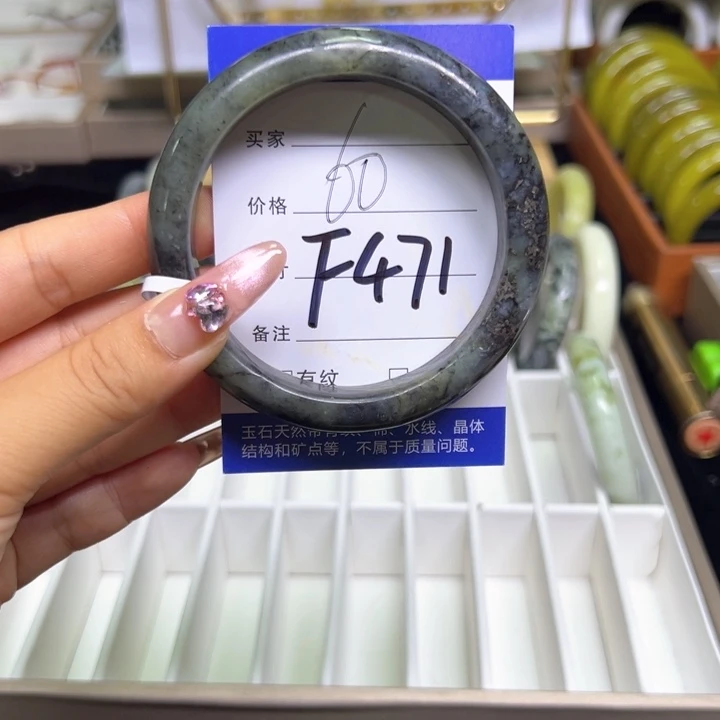 买家
60
价格
F471
寸
备注
有纹
玉石天然带有
水线、晶体
结构和矿点等，不属于质量问题。